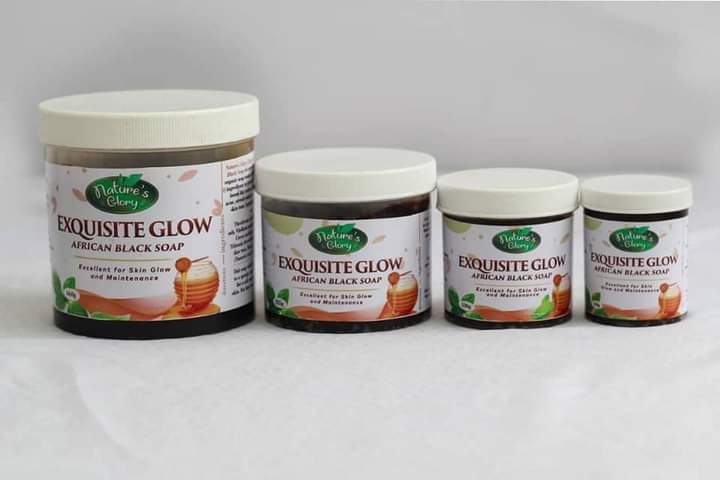 Nature's
Glory
EXQUISITE GLOW
AFRICAN BLACK SOAP
Excellent for Skin Glow
and Maintenance
Nature's
Glory
EXQUISITE GLOW
AFRICAN BLACK SOAP
Excellent for Skin Glow
and Maintenance
Nature's
Glory
EXQUISITE GLOW
AFRICAN BLACK SOAP
Excellent for Skin Glow
and Maintenance
Nature's
Glory
EXQUISITE GLOW
AFRICAN BLACK SOAP
Excellent for Skin
Glow and Maintenance